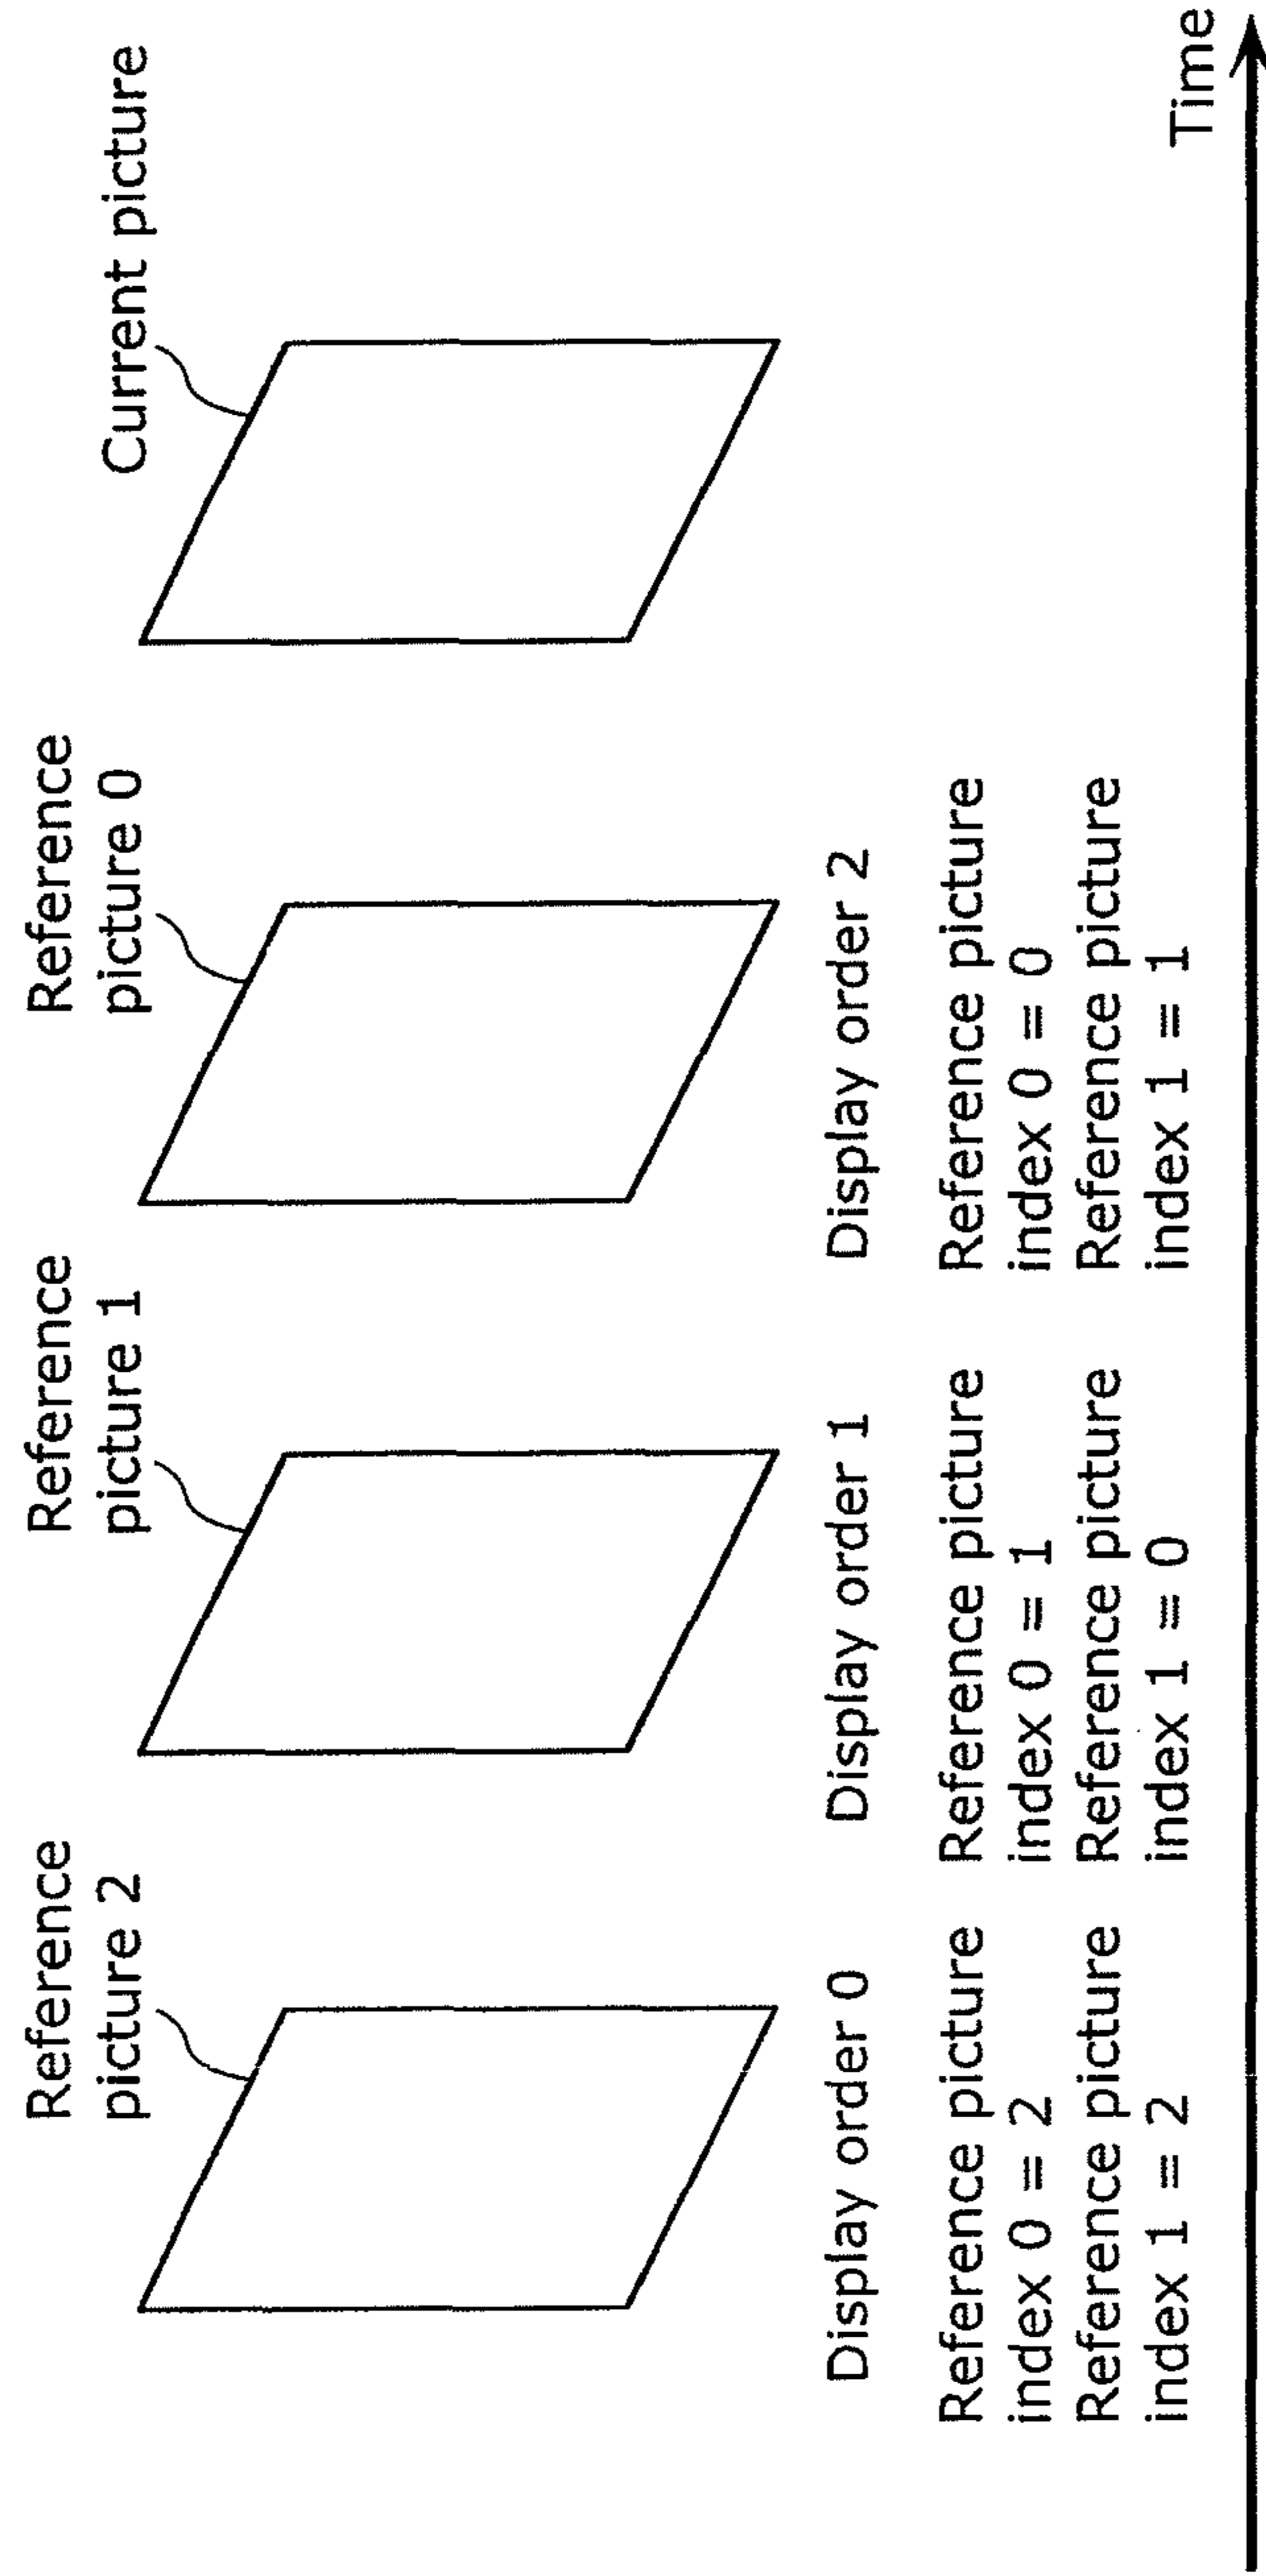 Reference
picture 2
Reference
picture 1
Reference
picture 0
Current picture
Display order 0
Display order 1
Display order 2
Reference picture
index 0 = 2
Reference picture
index 1 = 2
Reference picture
index 0 = 1
Reference picture
index 1 = 0
Reference picture
index 0 = 0
Reference picture
index 1 = 1
Time